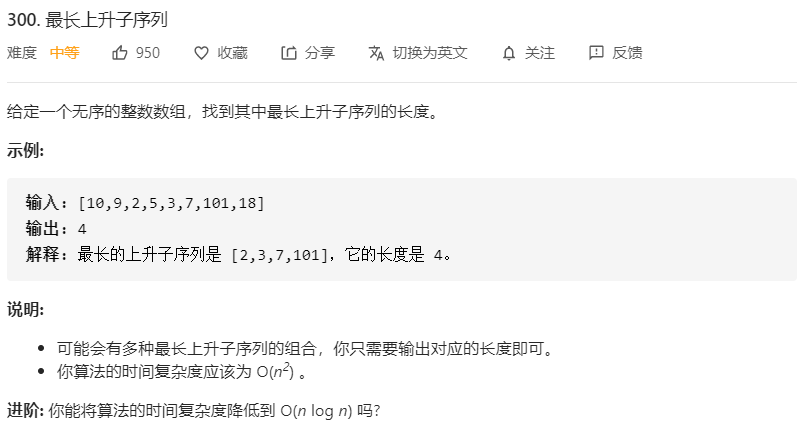 300. 最长上升子序列
难度 中等 950 收藏 分享 切换为英文 关注 反馈
给定一个无序的整数数组，找到其中最长上升子序列的长度。
示例:
输入: [10,9,2,5,3,7,101,18]
输出: 4
解释: 最长的上升子序列是 [2,3,7,101]，它的长度是 4。
说明:
• 可能会有多种最长上升子序列的组合，你只需要输出对应的长度即可。
• 你算法的时间复杂度应该为 O(n²) 。
进阶: 你能将算法的时间复杂度降低到 O(n log n) 吗?